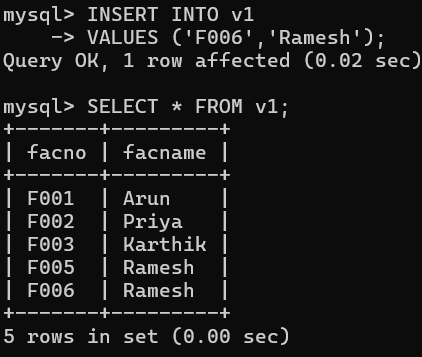 mysql> INSERT INTO v1
    -> VALUES ('F006','Ramesh');
Query OK, 1 row affected (0.02 sec)

mysql> SELECT * FROM v1;
+-------+---------+
| facno | facname |
+-------+---------+
| F001  | Arun    |
| F002  | Priya   |
| F003  | Karthik |
| F005  | Ramesh  |
| F006  | Ramesh  |
+-------+---------+
5 rows in set (0.00 sec)